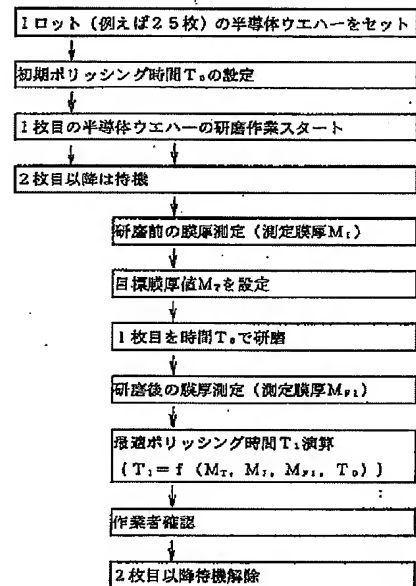 1ロット(例えば25枚)の半導体ウエハーをセット
初期ポリッシング時間T₀の設定
1枚目の半導体ウエハーの研磨作業スタート
2枚目以降は待機
研磨前の膜厚測定(測定膜厚M_I)
目標膜厚値M_Tを設定
1枚目を時間T₀で研磨
研磨後の膜厚測定(測定膜厚M_F1)
最適ポリッシング時間T₁演算
{T₁=f (M_T, M_I, M_F1, T₀)}
作業者確認
2枚目以降待機解除